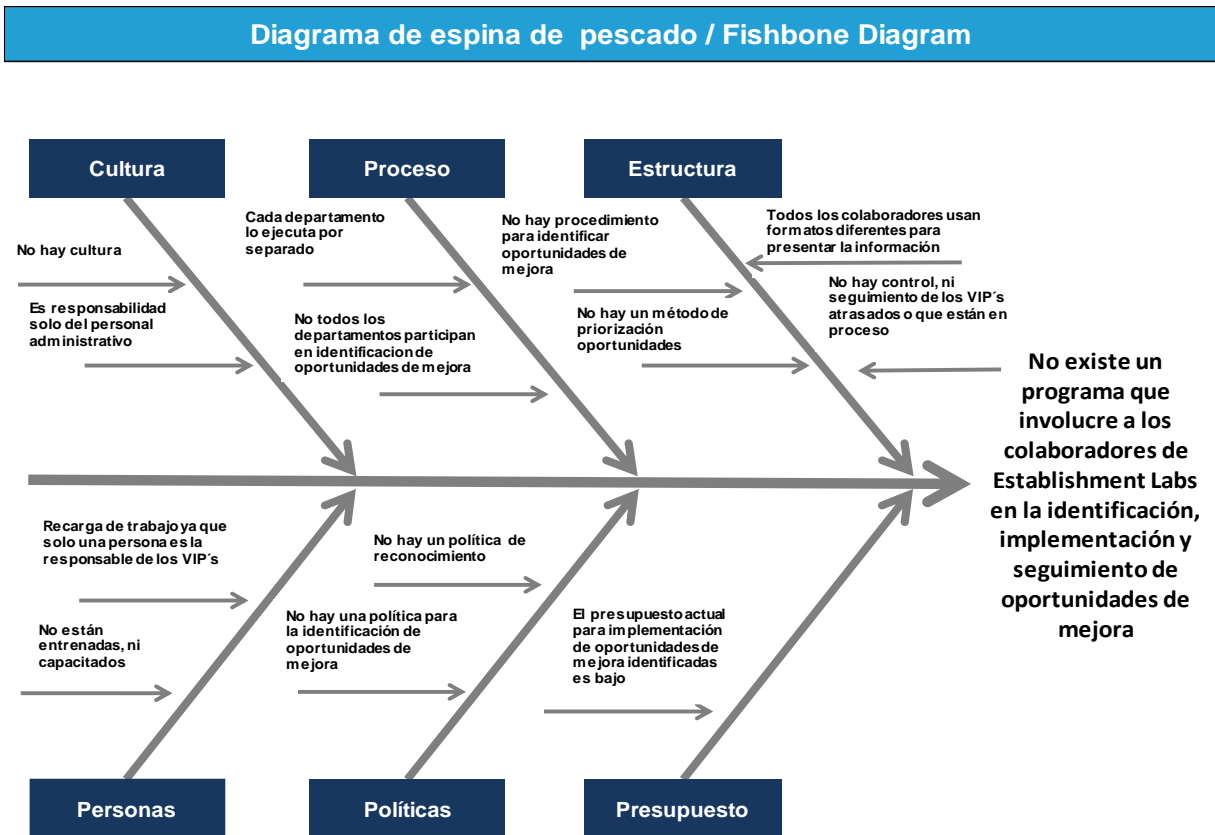 Diagrama de espina de pescado / Fishbone Diagram
Cultura
Proceso
Estructura
No hay cultura
Es responsabilidad
solo del personal
administrativo
Cada departamento
lo ejecuta por
separado
No todos los
departamentos participan
en identificacion de
oportunidades de mejora
No hay procedimiento
para identificar
oportunidades de
mejora
No hay un método de
priorización
oportunidades
Todos los colaboradores usan
formatos diferentes para
presentar la información
No hay control, ni
seguimiento de los VIP´s
atrasados o que están en
proceso
No existe un
programa que
involucre a los
colaboradores de
Establishment Labs
en la identificación,
implementación y
seguimiento de
oportunidades de
mejora
Recarga de trabajo ya que
solo una persona es la
responsable de los VIP´s
No están
entrenadas, ni
capacitados
No hay un política de
reconocimiento
No hay una política para
la identificación de
oportunidades de
mejora
El presupuesto actual
para implementación
de oportunidades de
mejora identificadas
es bajo
Personas
Políticas
Presupuesto